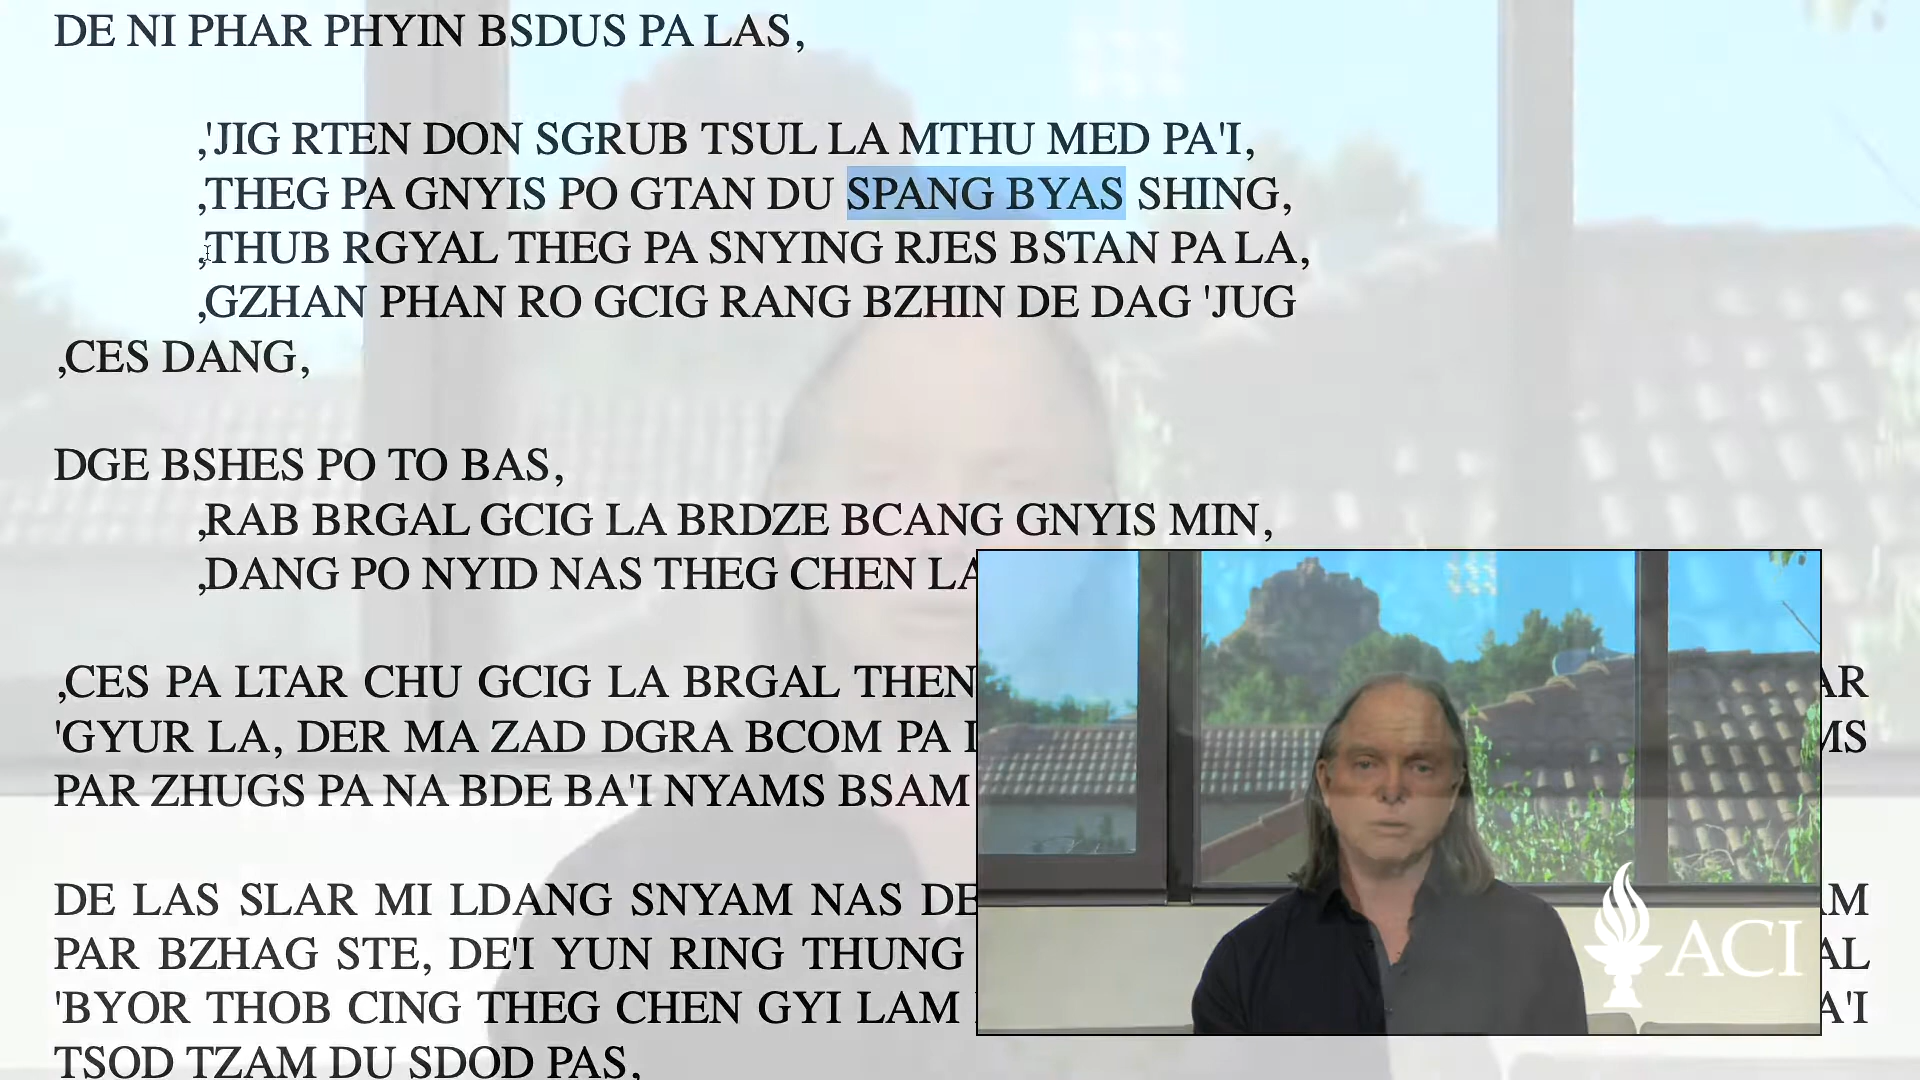 DE NI PHAR PHYIN BSDUS PA LAS,
,'JIG RTEN DON SGRUB TSUL LA MTHU MED PA'I,
,THEG PA GNYIS PO GTAN DU SPANG BYAS SHING,
,THUB RGYAL THEG PA SNYING RJES BSTAN PA LA,
,GZHAN PHAN RO GCIG RANG BZHIN DE DAG 'JUG
,CES DANG,
DGE BSHES PO TO BAS,
,RAB BRGAL GCIG LA BRDZE BCANG GNYIS MIN,
,DANG PO NYID NAS THEG CHEN
,CES PA LTAR CHU GCIG LA BRGAL
'GYUR LA, DER MA ZAD DGRA BCOM PA
PAR ZHUGS PA NA BDE BA'I NYAMS BSAM
DE LAS SLAR MI LDANG SNYAM NAS
PAR BZHAG STE, DE'I YUN RING THUNG
'BYOR THOB CING THEG CHEN GYI LAM
TSOD TZAM DU SDOD PAS,
ACI